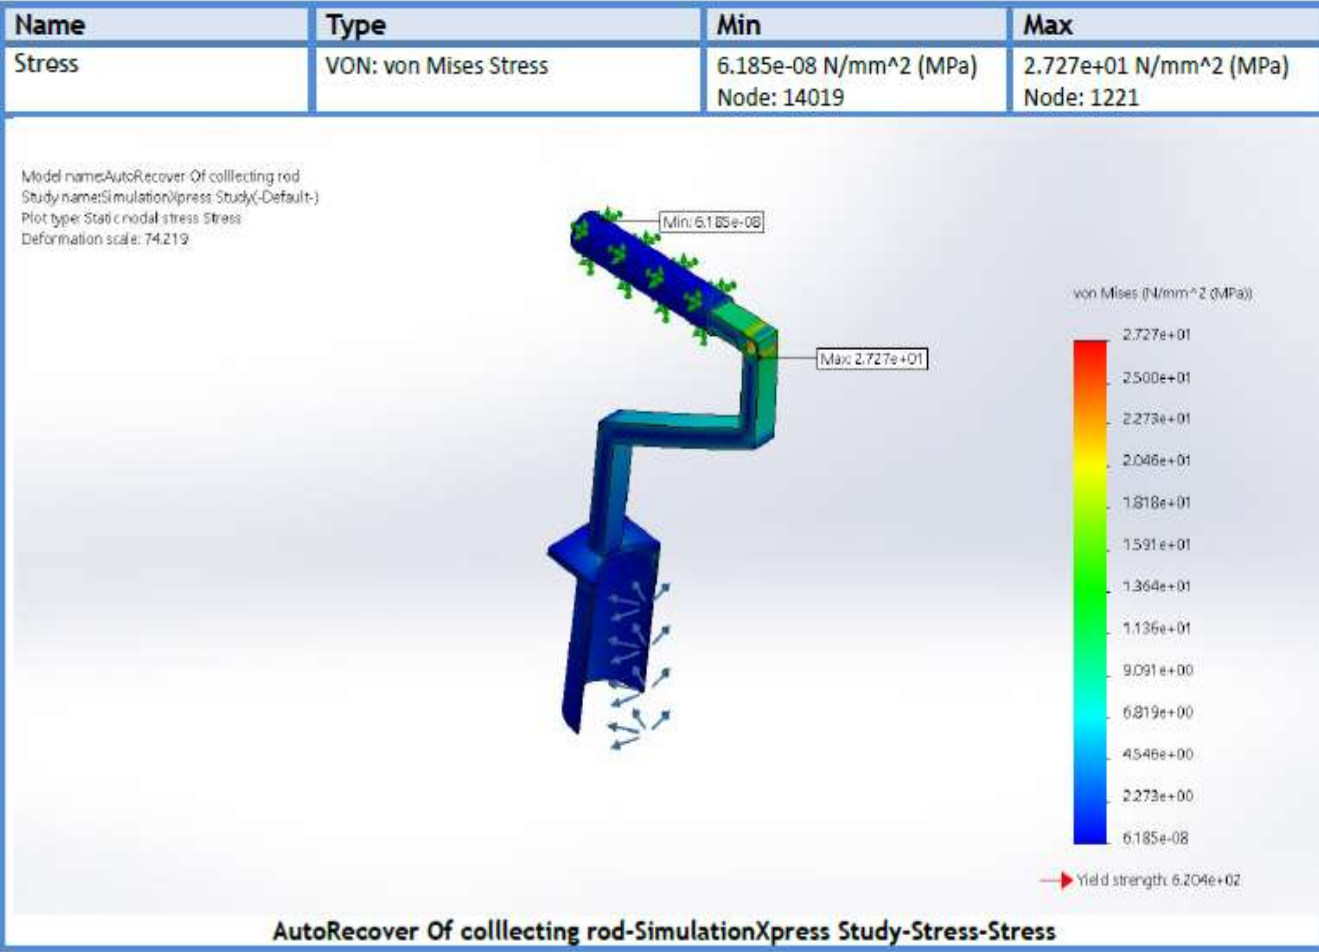 Name Type Min Max
Stress VON: von Mises Stress 6.185e-08 N/mm^2 (MPa) 2.727e+01 N/mm^2 (MPa)
Node: 14019 Node: 1221
Model name:AutoRecover Of colllecting rod
Study name:SimulationXpress Study(-Default-)
Plot type: Static nodal stress Stress
Deformation scale: 74.219
Min: 6.185e-08
von Mises (N/mm^2 (MPa))
2.727e+01
Max: 2.727e+01
2.500e+01
2.273e+01
2.046e+01
1.818e+01
1.591e+01
1.364e+01
1.136e+01
9.091e+00
6.819e+00
4.546e+00
2.273e+00
6.185e-08
Yield strength: 6.204e+02
AutoRecover Of colllecting rod-SimulationXpress Study-Stress-Stress